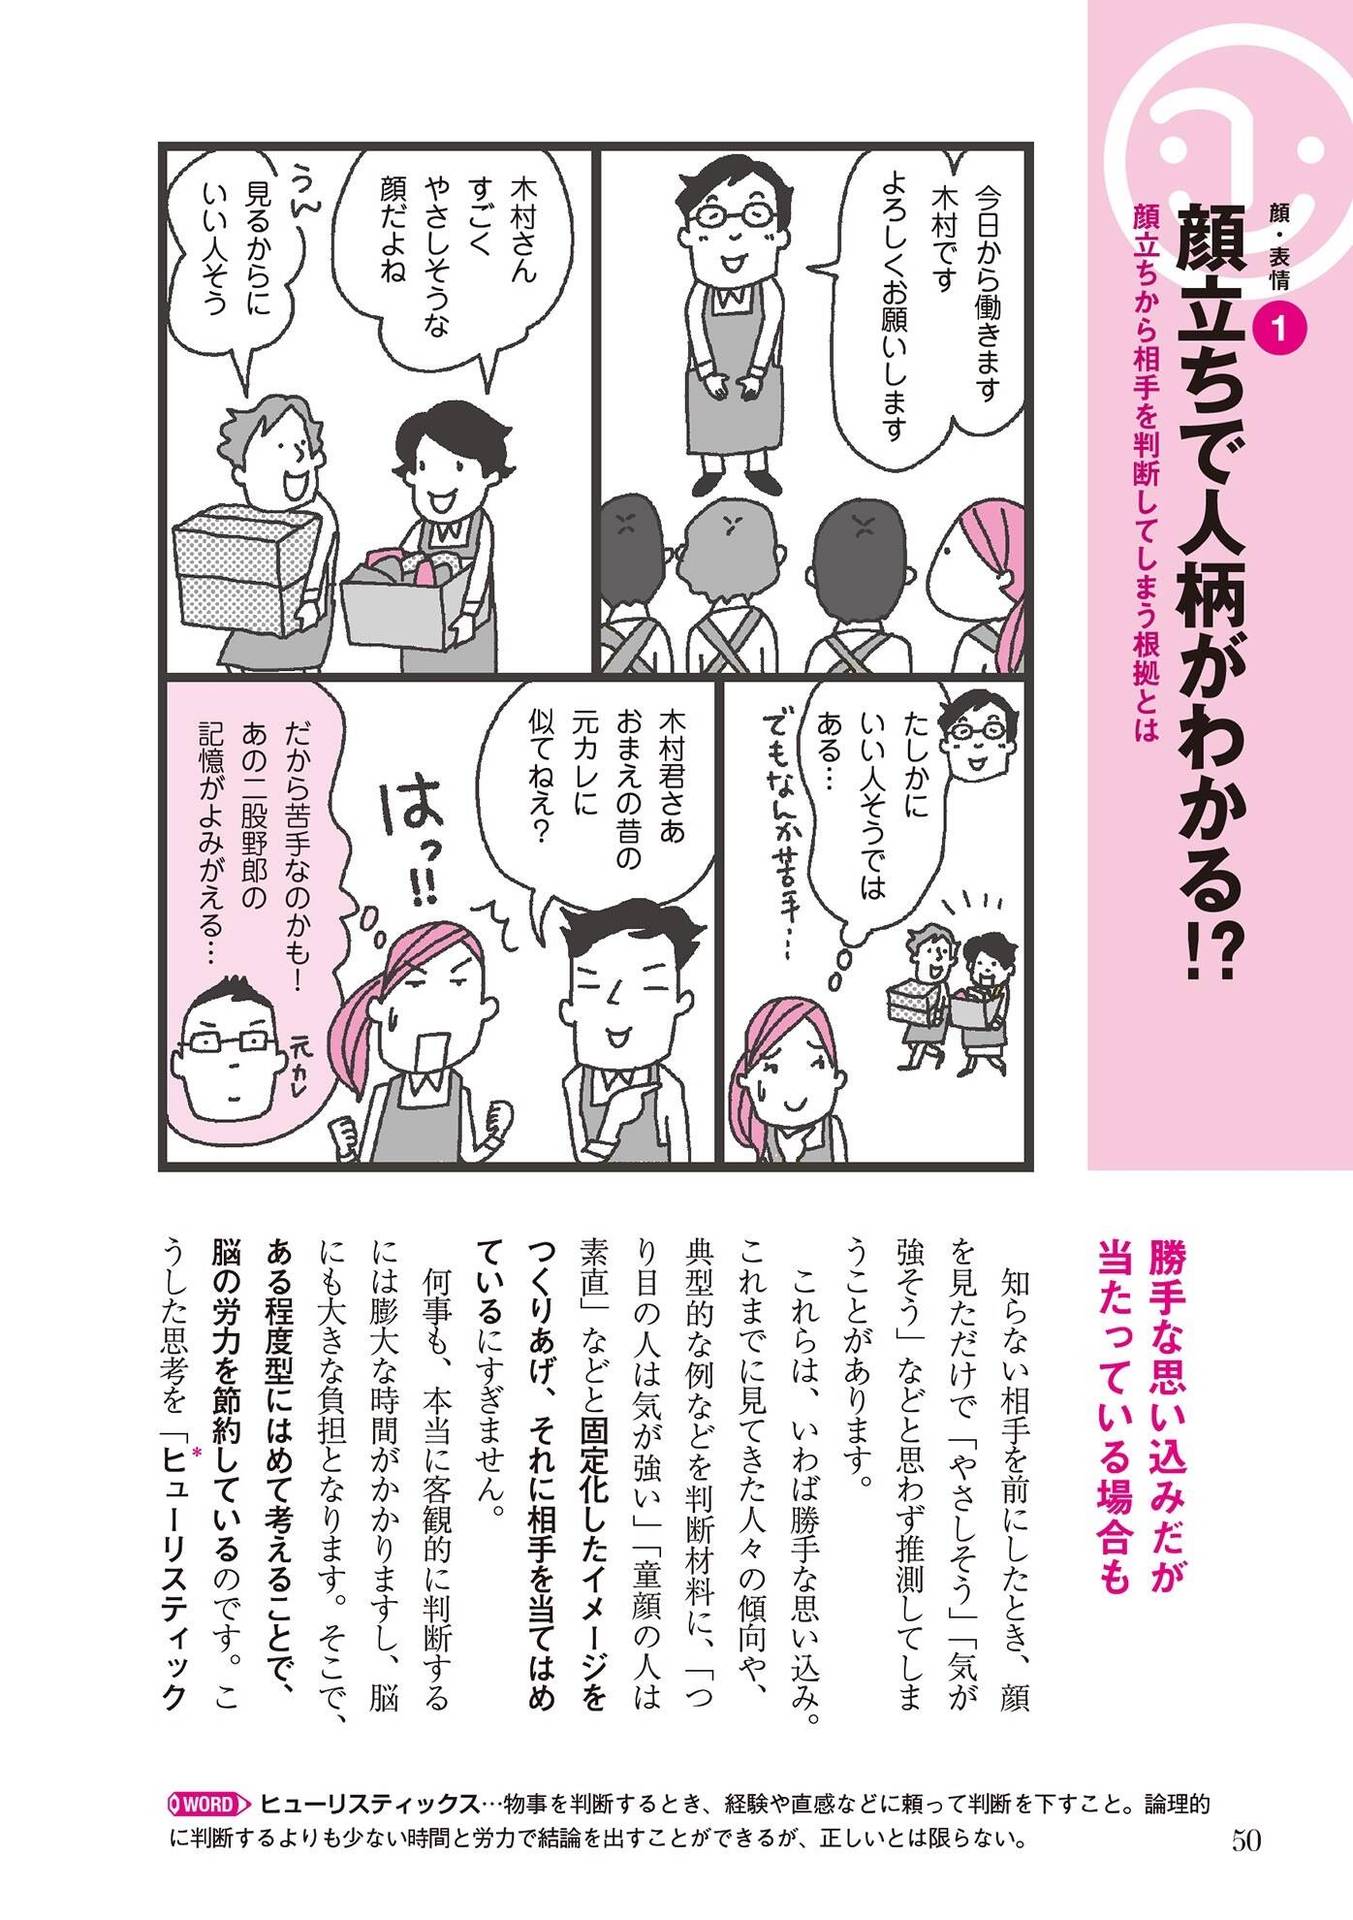 顔・表情
1
顔立ちで人柄がわかる!?
顔立ちから相手を判断してしまう根拠とは
今日から働きます
木村です
よろしくお願いします
木村さん
すごく
やさしそうな
顔だよね
う〜ん
見るからに
いい人そう
たしかに
いい人そうでは
ある…
でもなんか苦手…
木村君さあ
おまえの昔の
元カレに
似てねえ?
はっ!!
だから苦手なのかも!
あの二股野郎の
記憶がよみがえる…
元カレ
勝手な思い込みだが
当たっている場合も
知らない相手を前にしたとき、顔
を見ただけで「やさしそう」「気が
強そう」などと思わず推測してしま
うことがあります。
これらは、いわば勝手な思い込み。
これまでに見てきた人々の傾向や、
典型的な例などを判断材料に、「つ
り目の人は気が強い」「童顔の人は
素直」などと固定化したイメージを
つくりあげ、それに相手を当てはめ
ているにすぎません。
何事も、本当に客観的に判断する
には膨大な時間がかかりますし、脳
にも大きな負担となります。そこで、
ある程度型にはめて考えることで、
脳の労力を節約しているのです。こ
うした思考を「ヒューリスティック
*
WORD ヒューリスティックス…物事を判断するとき、経験や直感などに頼って判断を下すこと。論理的
に判断するよりも少ない時間と労力で結論を出すことができるが、正しいとは限らない。
50